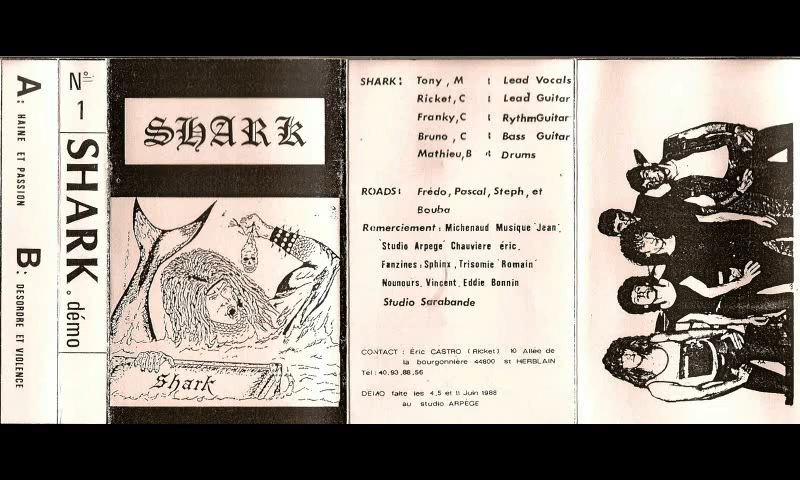 A: HAINE ET PASSION
B: DESORDRE ET VIOLENCE
N° 1 SHARK. démo
SHARK
Shark
SHARK: Tony, M : Lead Vocals
Ricket, C : Lead Guitar
Franky, C : RythmGuitar
Bruno, C : Bass Guitar
Mathieu, B : Drums
ROADS: Frédo, Pascal, Steph, et
Bouba
Remerciement: Michenaud Musique "Jean",
"Studio Arpege" Chauviere éric.
Fanzines: Sphinx, Trisomie "Romain"
Nounours, Vincent, Eddie Bonnin
Studio Sarabande
CONTACT : Éric CASTRO (Ricket) 10 Allée de
la bourgonnière 44800 st HERBLAIN
Tél: 40.93.88.56
DEMO faite les 4,5 et 11 Juin 1988
au studio ARPÈGE